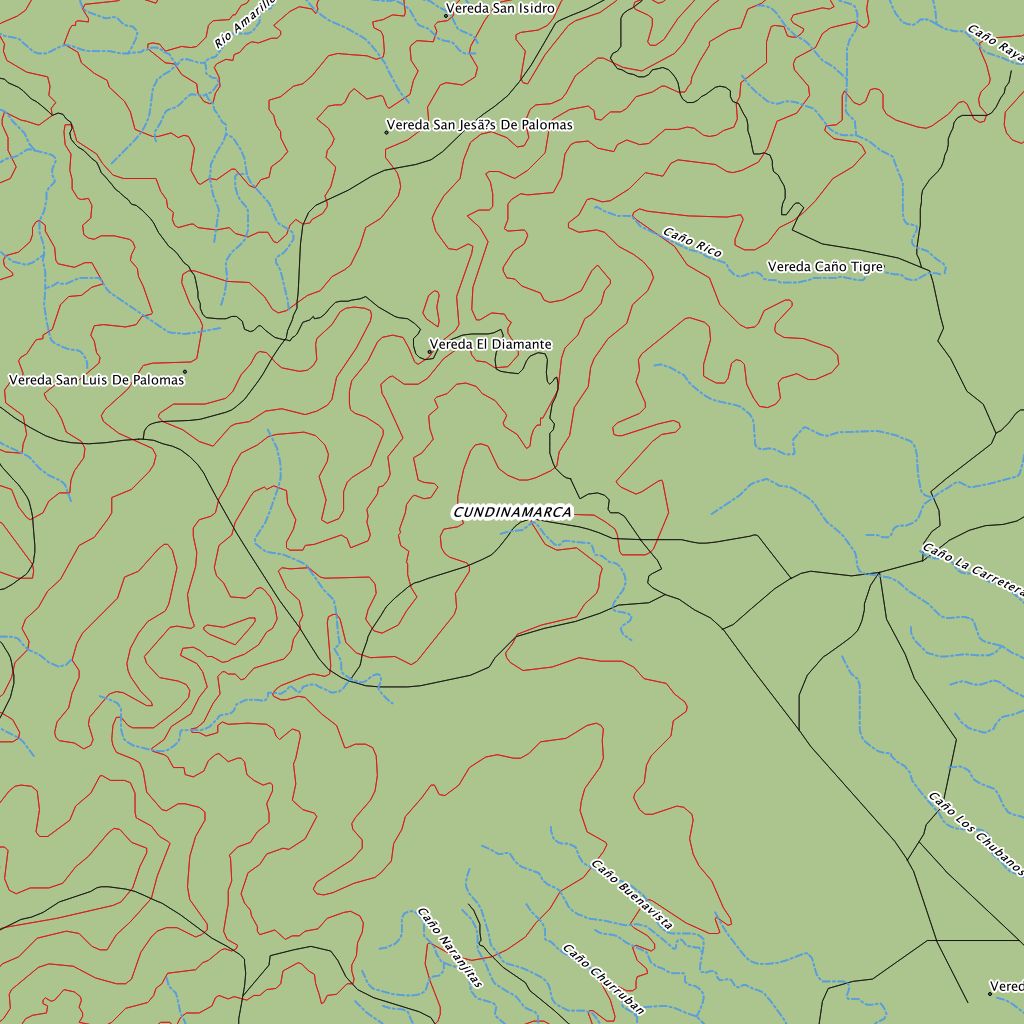 Vereda San Isidro
Río Amarillo
Caño Raya
Vereda San Jesã?s De Palomas
Caño Rico
Vereda Caño Tigre
Vereda El Diamante
Vereda San Luis De Palomas
CUNDINAMARCA
Caño La Carretera
Caño Los Chubanos
Caño Buenavista
Caño Naranjitas
Caño Churruban
Vered